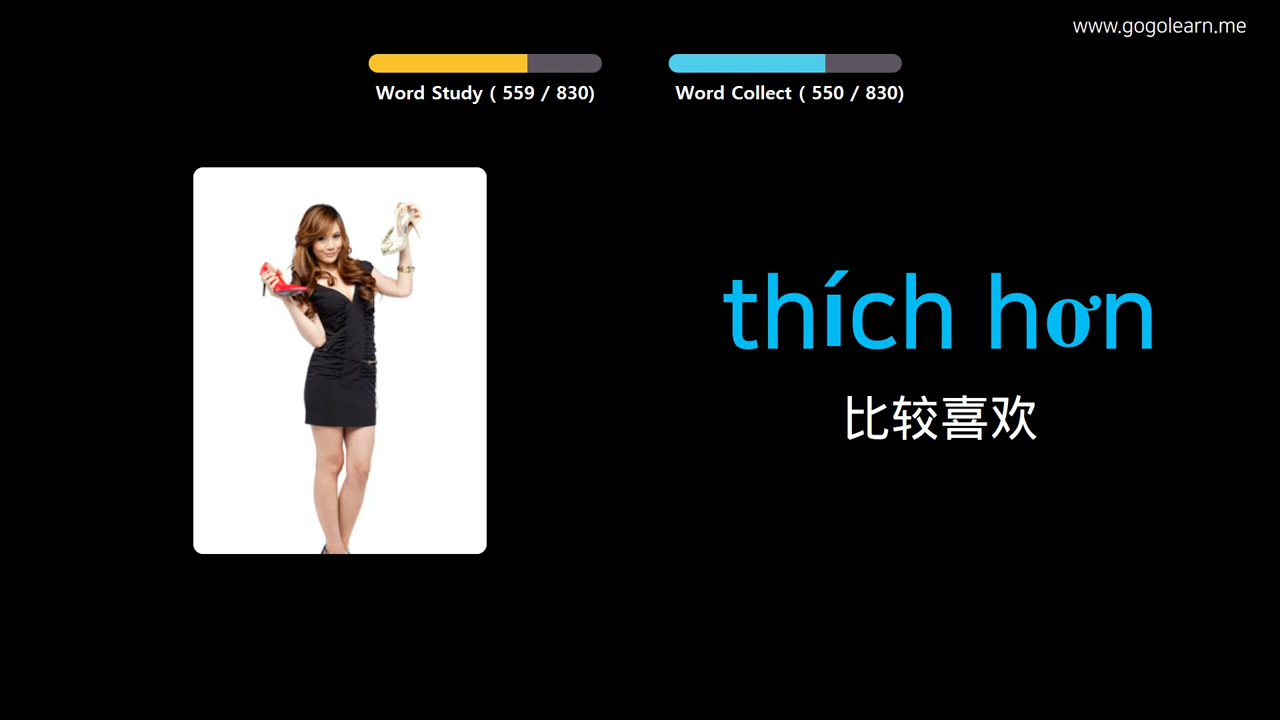 www.gogolearn.me
Word Study ( 559 / 830)
Word Collect ( 550 / 830)
thích hơn
比较喜欢